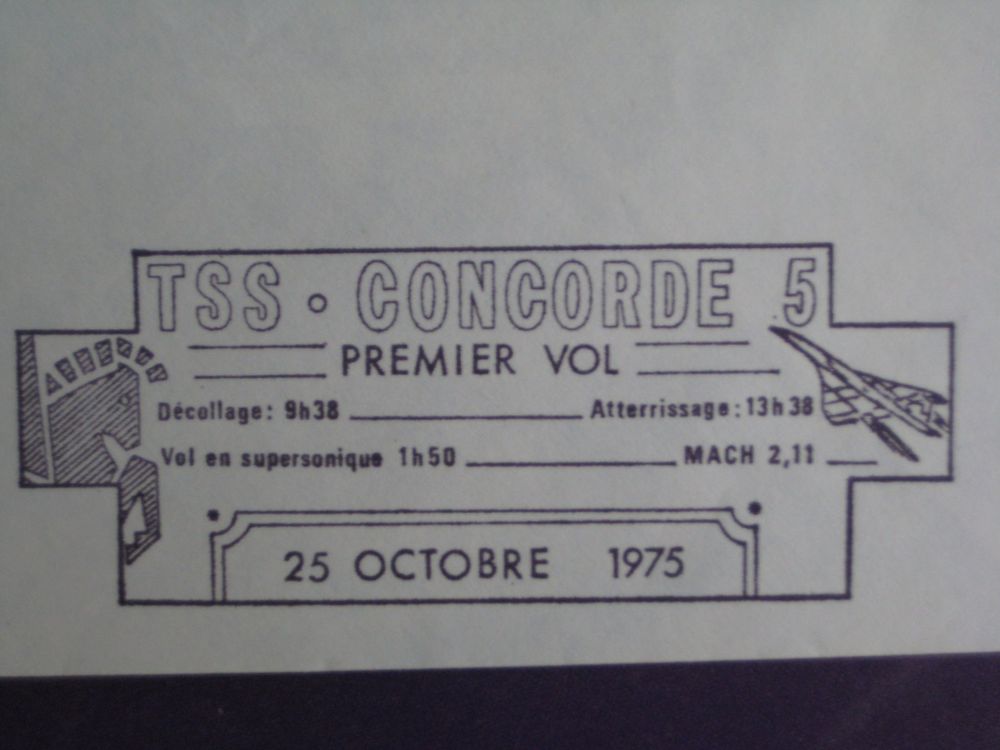 TSS • CONCORDE 5
PREMIER VOL
Décollage: 9h38 Atterrissage: 13h38
Vol en supersonique 1h50 MACH 2,11
25 OCTOBRE 1975